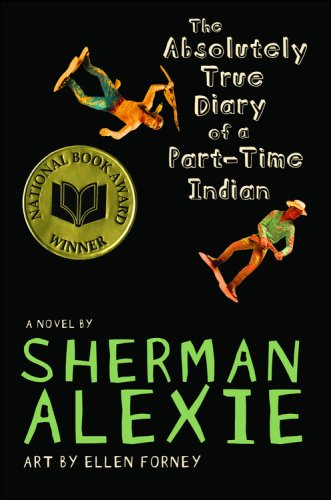 The
Absolutely
True
Diary
of a
Part-Time
Indian
NATIONAL BOOK AWARD
WINNER
A NOVEL BY
SHERMAN
ALEXIE
ART BY ELLEN FORNEY